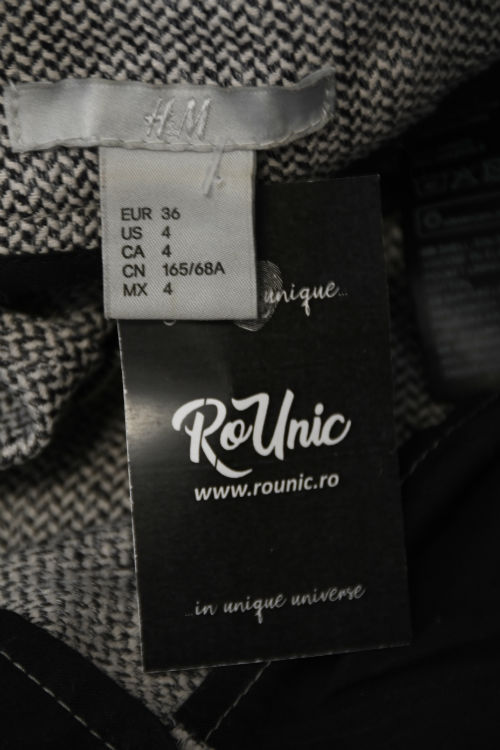 H&M
EUR 36
US 4
CA 4
CN 165/68A
MX 4
unique...
RoUnic
www.rounic.ro
...in unique universe